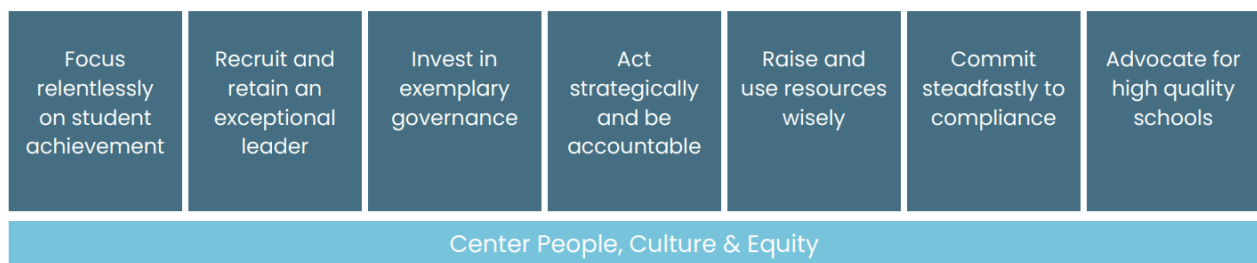 Focus
relentlessly
on student
achievement
Recruit and
retain an
exceptional
leader
Invest in
exemplary
governance
Act
strategically
and be
accountable
Raise and
use resources
wisely
Commit
steadfastly to
compliance
Advocate for
high quality
schools
Center People, Culture & Equity